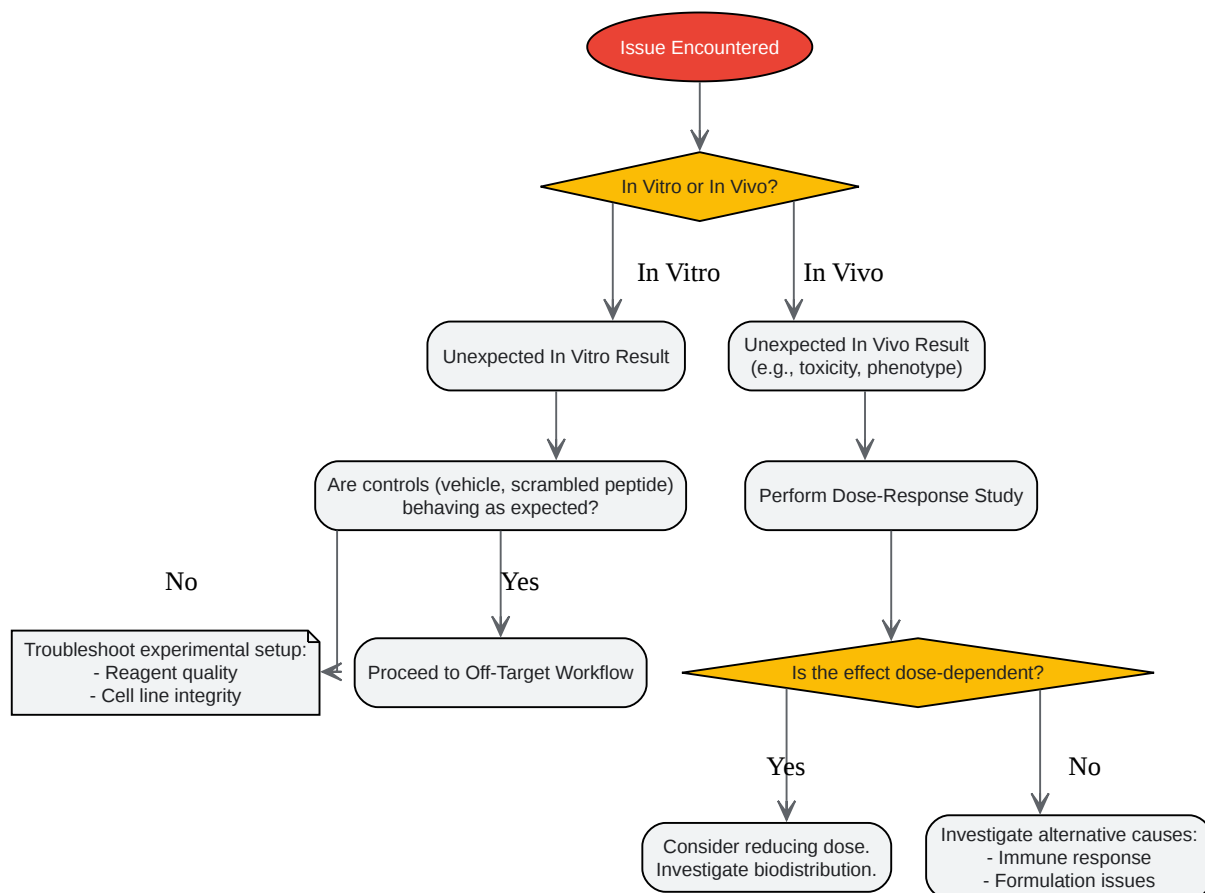 Issue Encountered
In Vitro or In Vivo?
In Vitro
In Vivo
Unexpected In Vitro Result
Unexpected In Vivo Result
(e.g., toxicity, phenotype)
Are controls (vehicle, scrambled peptide)
behaving as expected?
Perform Dose-Response Study
No
Yes
Troubleshoot experimental setup:
- Reagent quality
- Cell line integrity
Proceed to Off-Target Workflow
Is the effect dose-dependent?
Yes
No
Consider reducing dose.
Investigate biodistribution.
Investigate alternative causes:
- Immune response
- Formulation issues